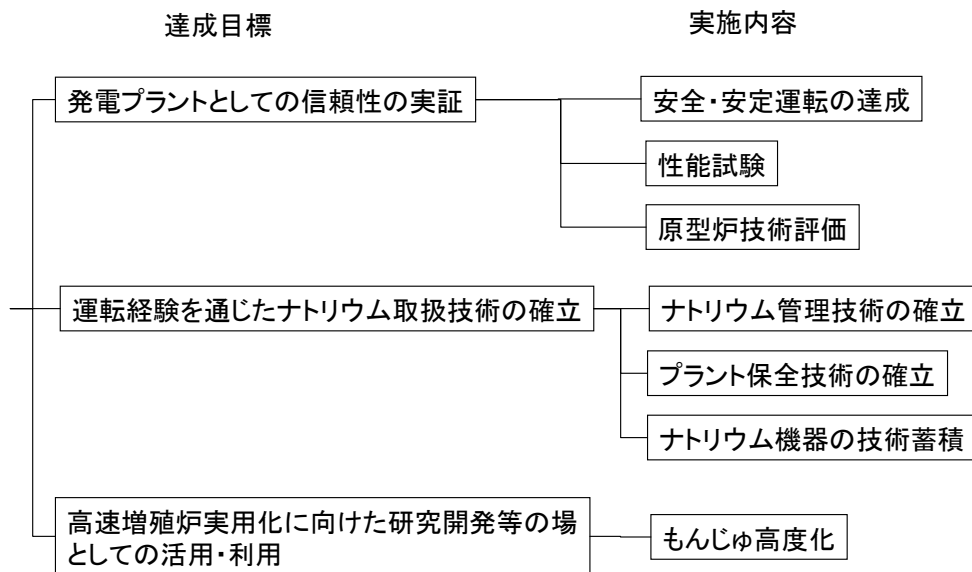 達成目標
実施内容
発電プラントとしての信頼性の実証
安全・安定運転の達成
性能試験
原型炉技術評価
運転経験を通じたナトリウム取扱技術の確立
ナトリウム管理技術の確立
プラント保全技術の確立
ナトリウム機器の技術蓄積
高速増殖炉実用化に向けた研究開発等の場
としての活用・利用
もんじゅ高度化